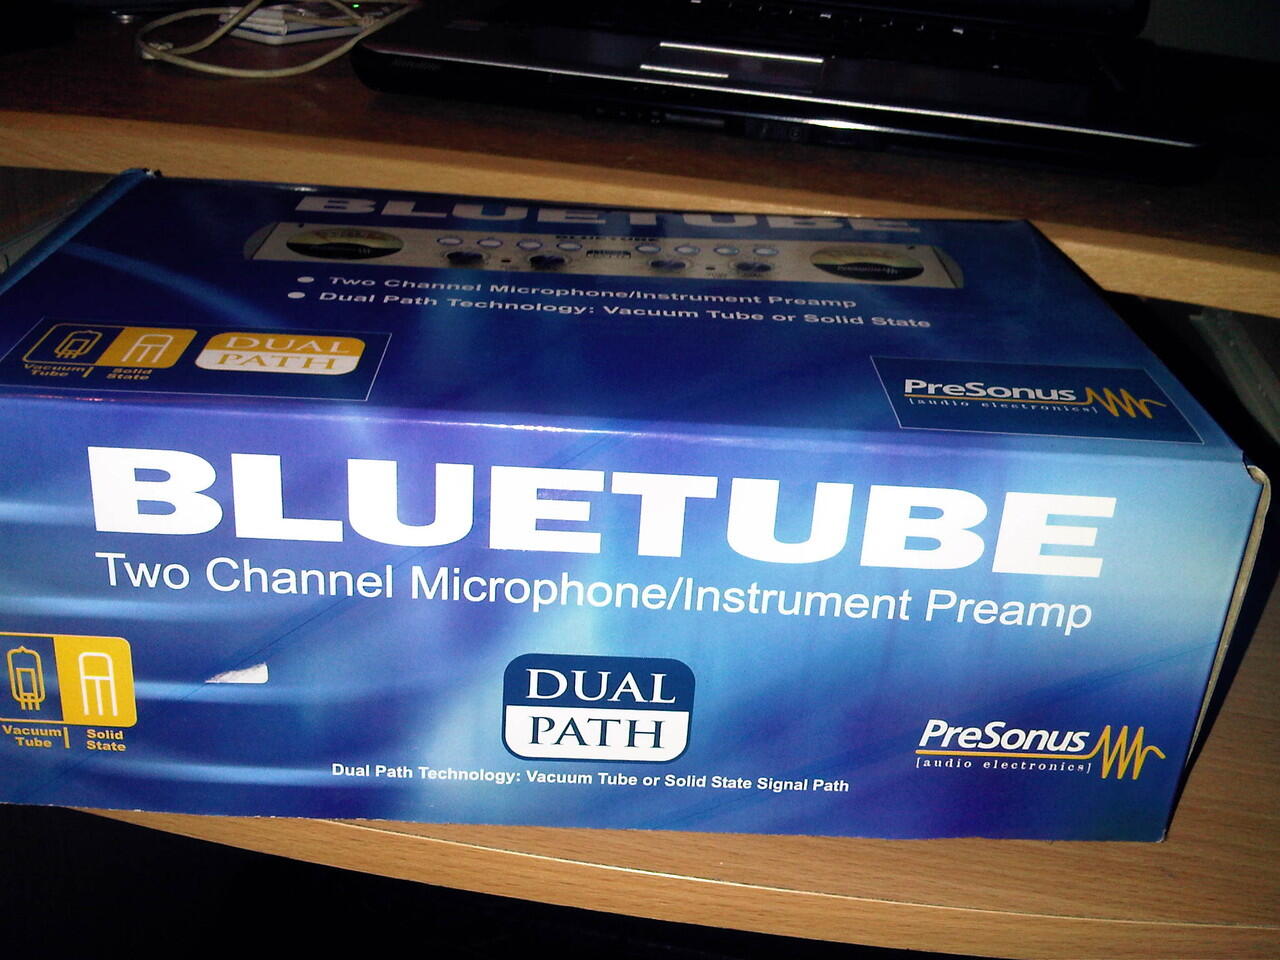 BLUETUBE
BLUETUBE
Two Channel Microphone/Instrument Preamp
Dual Path Technology: Vacuum Tube or Solid State
Vacuum Tube | Solid State
DUAL
PATH
PreSonus
[audio electronics]
BLUETUBE
Two Channel Microphone/Instrument Preamp
Vacuum Tube | Solid State
DUAL
PATH
Dual Path Technology: Vacuum Tube or Solid State Signal Path
PreSonus
[audio electronics]